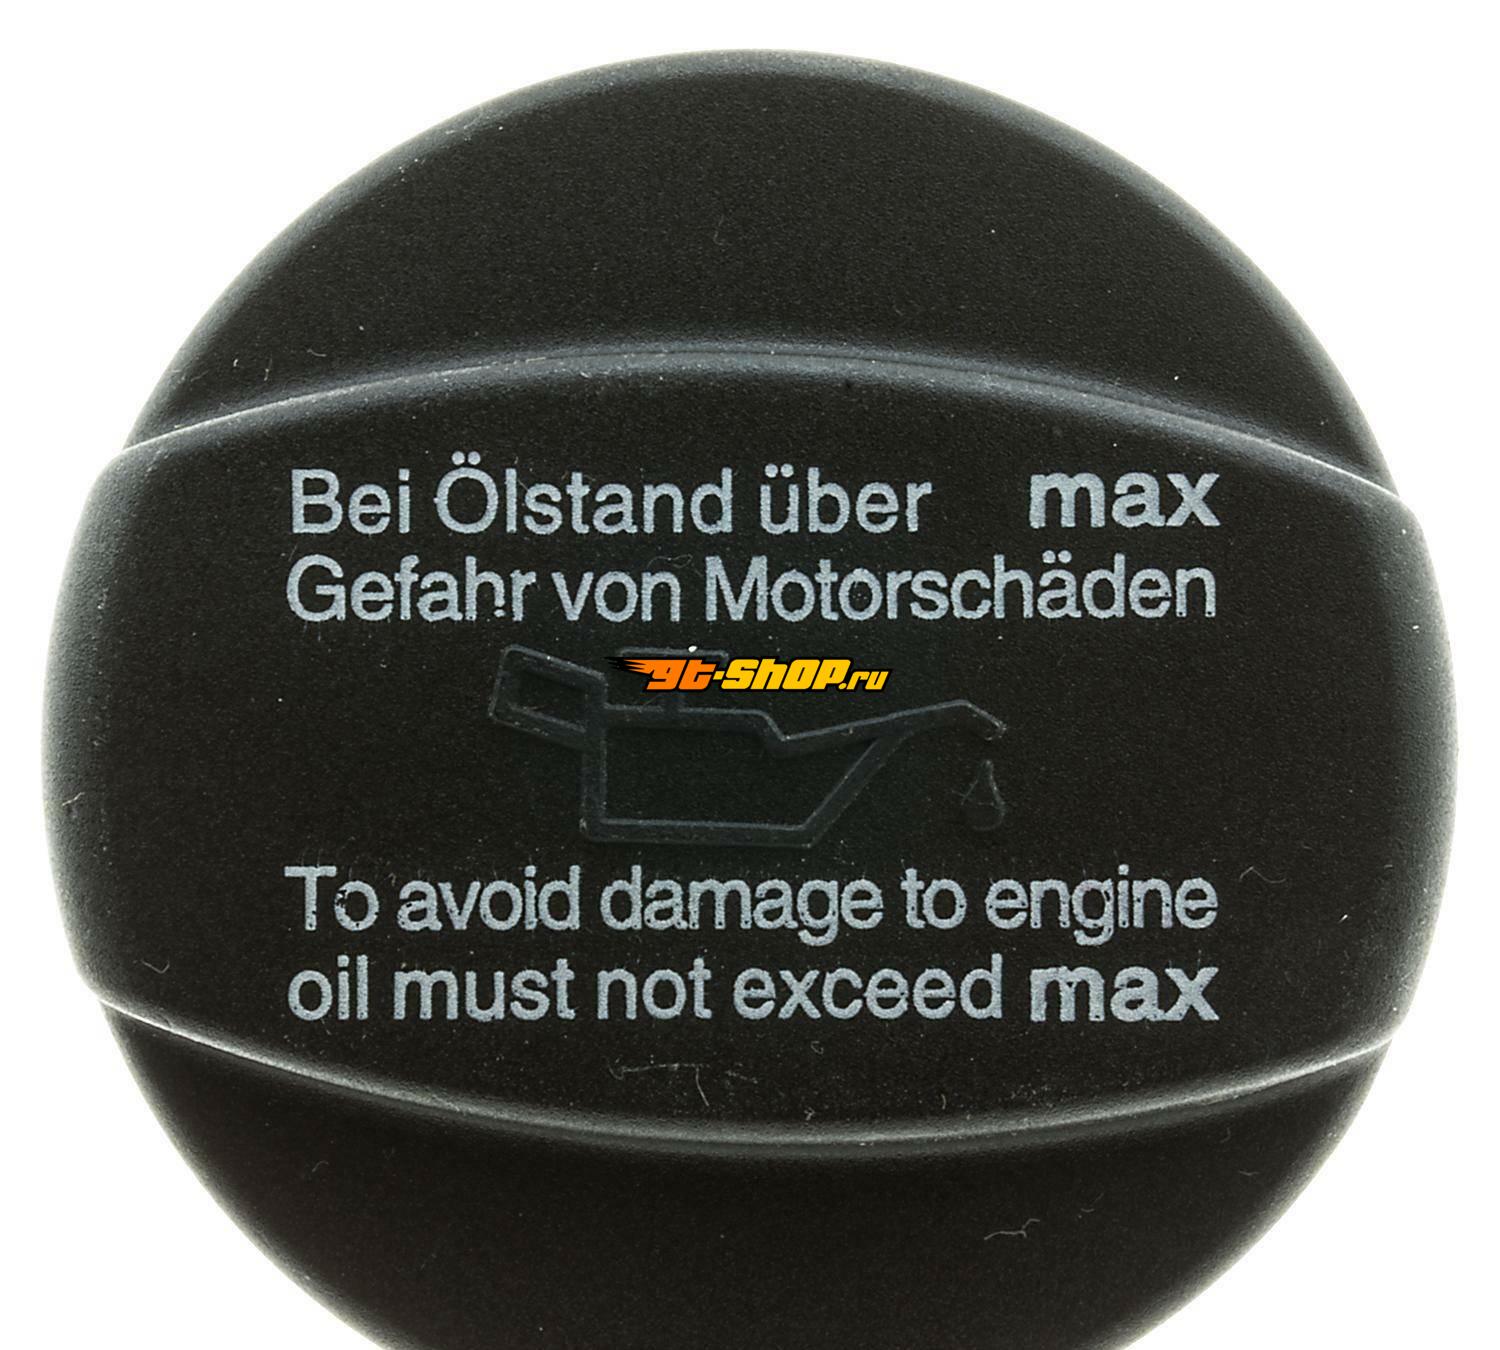 Bei Ölstand über max
Gefahr von Motorschäden
gt-shop.ru
To avoid damage to engine
oil must not exceed max